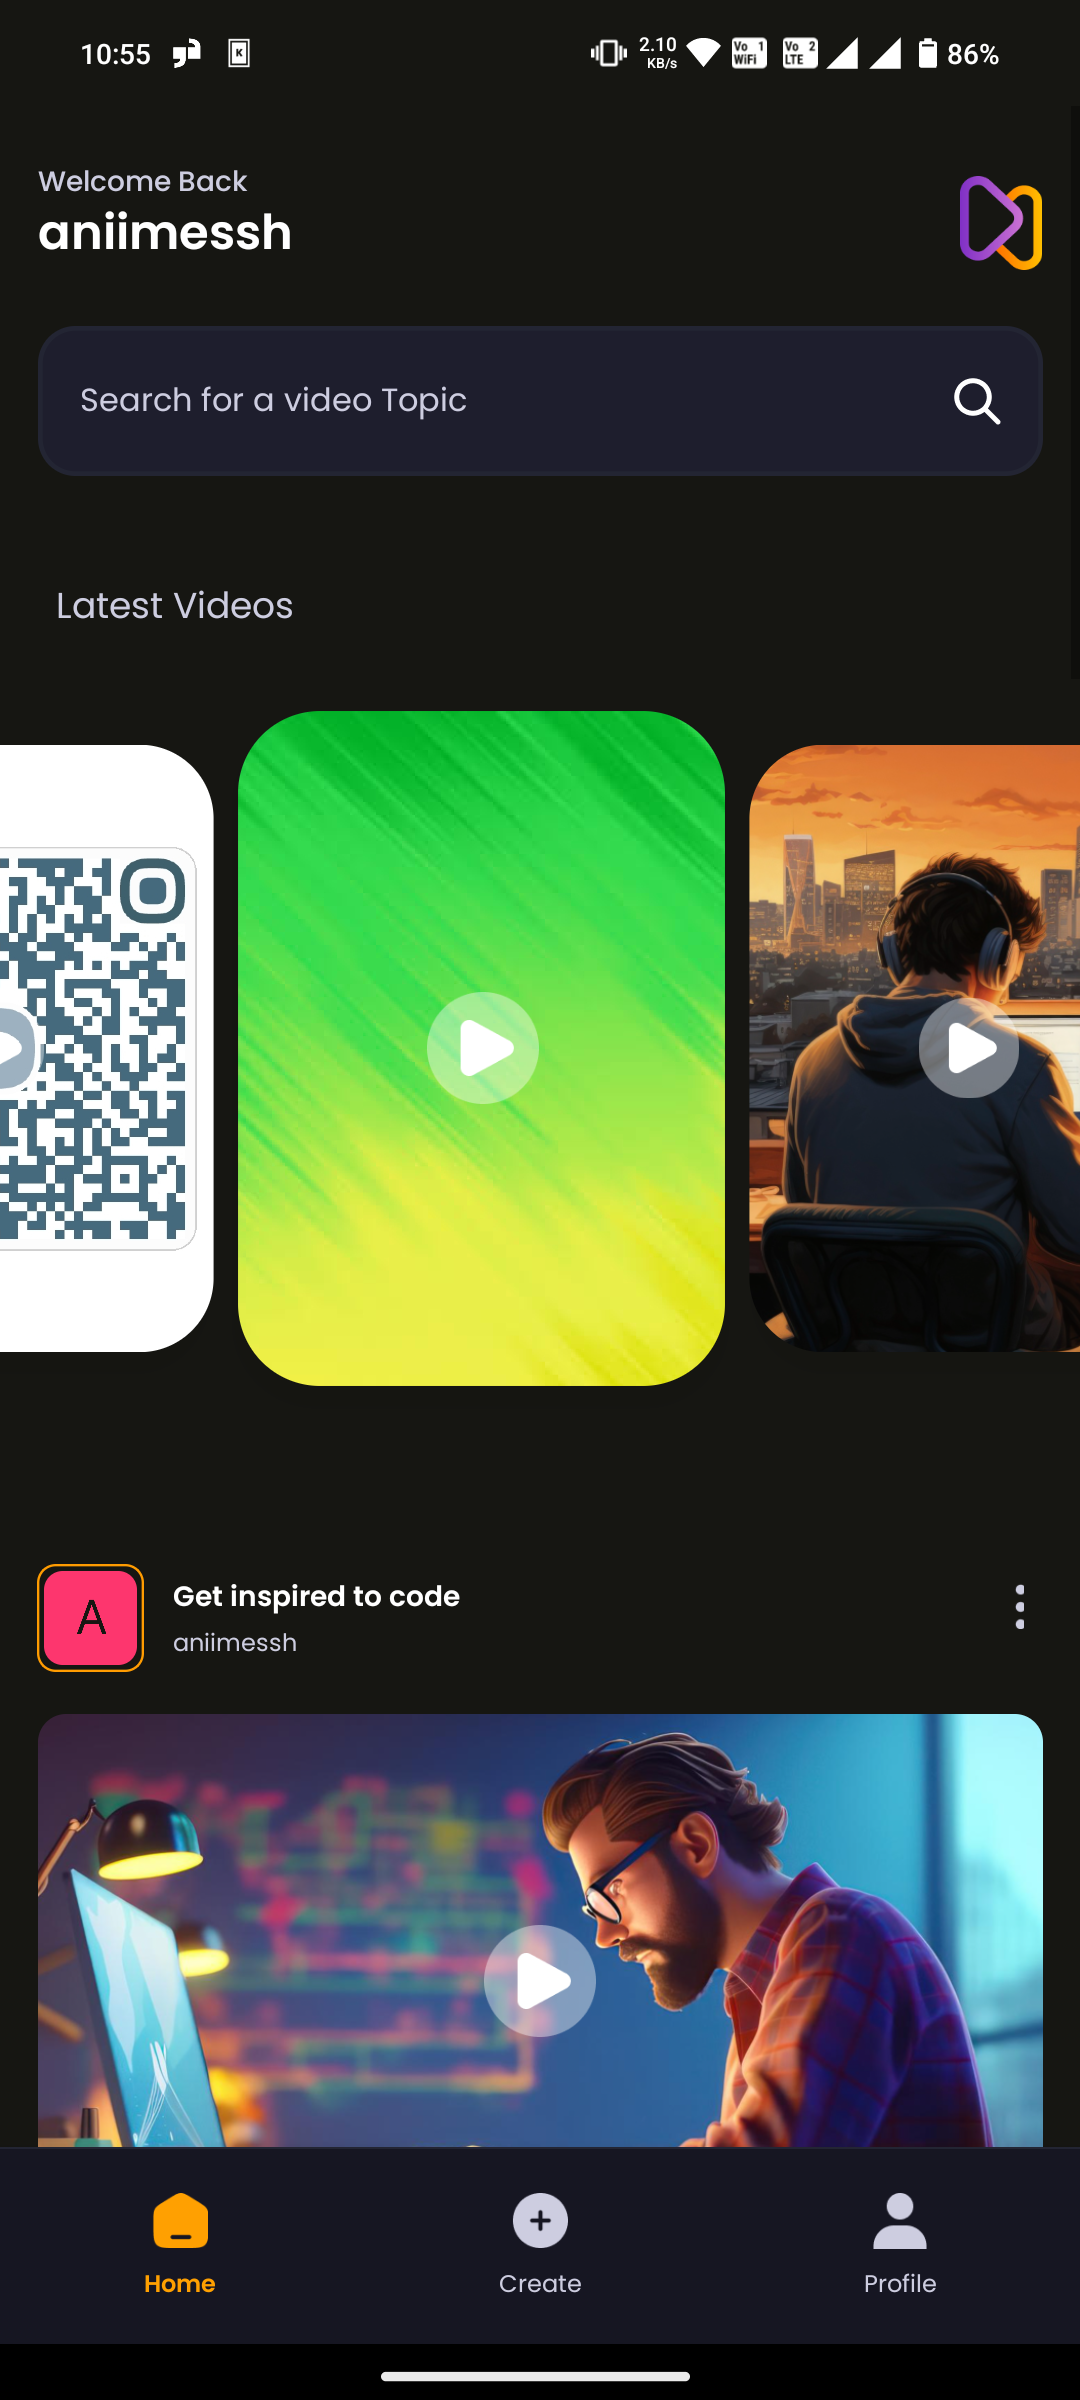 10:55
2.10
KB/s
Vo 1
WiFi
Vo 2
LTE
86%
Welcome Back
aniimessh
Search for a video Topic
Latest Videos
A
Get inspired to code
aniimessh
Home
Create
Profile